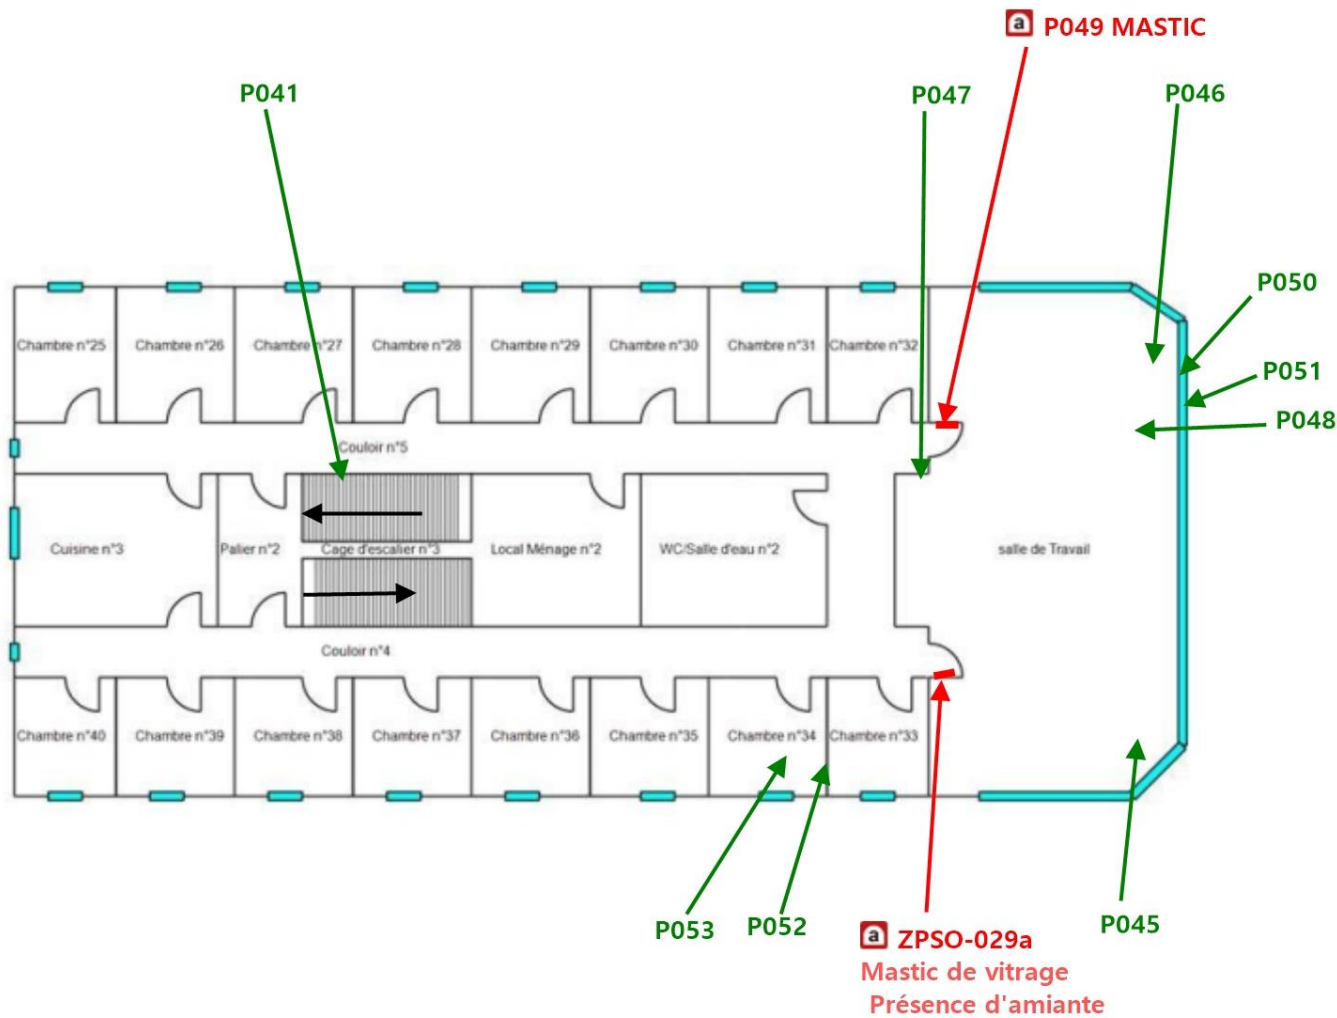 a P049 MASTIC
P041
P047
P046
P050
P051
P048
Chambre n°25
Chambre n°26
Chambre n°27
Chambre n°28
Chambre n°29
Chambre n°30
Chambre n°31
Chambre n°32
Couloir n°5
Cuisine n°3
Palier n°2
Cage d'escalier n°3
Local Ménage n°2
WC/Salle d'eau n°2
salle de Travail
Couloir n°4
Chambre n°40
Chambre n°39
Chambre n°38
Chambre n°37
Chambre n°36
Chambre n°35
Chambre n°34
Chambre n°33
P053
P052
P045
a ZPSO-029a
Mastic de vitrage
Présence d'amiante